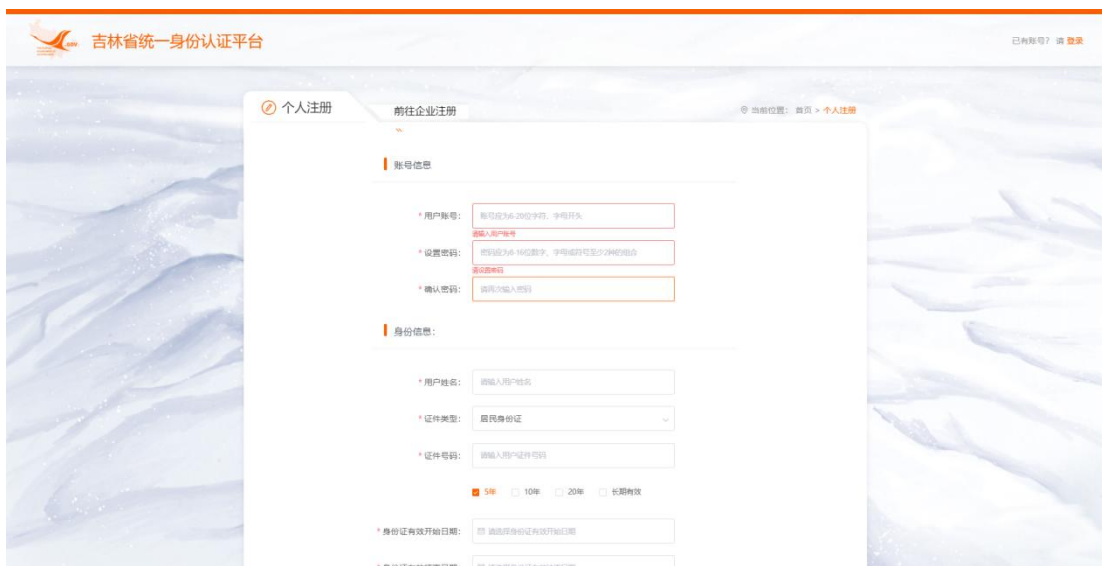 吉林省统一身份认证平台
已有账号？请 登录
个人注册
前往企业注册
当前位置： 首页 > 个人注册
账号信息
* 用户账号： 账号应为6-20位字符，字母开头
请输入用户账号
* 设置密码： 密码应为8-16位数字、字母或符号至少2种的组合
请设置密码
* 确认密码： 请再次输入密码
身份信息：
* 用户姓名： 请输入用户姓名
* 证件类型： 居民身份证
* 证件号码： 请输入用户证件号码
5年 10年 20年 长期有效
* 身份证有效开始日期： 请选择身份证有效开始日期